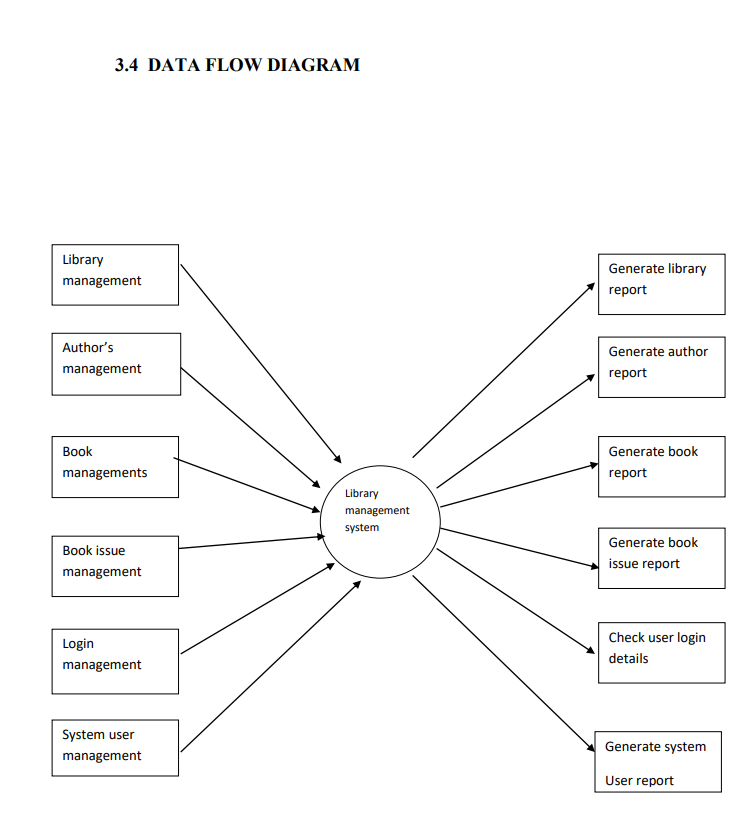 3.4 DATA FLOW DIAGRAM
Library
management
Author’s
management
Book
managements
Book issue
management
Login
management
System user
management
Library
management
system
Generate library
report
Generate author
report
Generate book
report
Generate book
issue report
Check user login
details
Generate system
User report